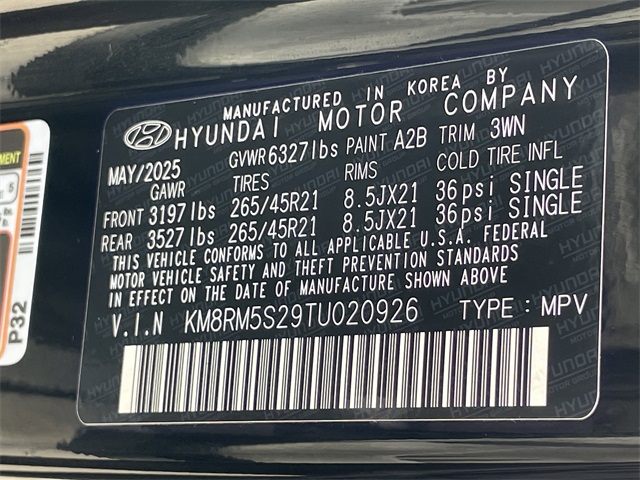 MANUFACTURED IN KOREA BY
HYUNDAI MOTOR COMPANY
MAY/2025 GVWR 6327lbs PAINT A2B TRIM 3WN
GAWR TIRES RIMS COLD TIRE INFL
FRONT 3197lbs 265/45R21 8.5JX21 36psi SINGLE
REAR 3527lbs 265/45R21 8.5JX21 36psi SINGLE
THIS VEHICLE CONFORMS TO ALL APPLICABLE U.S.A. FEDERAL
MOTOR VEHICLE SAFETY AND THEFT PREVENTION STANDARDS
IN EFFECT ON THE DATE OF MANUFACTURE SHOWN ABOVE
V.I.N KM8RM5S29TU020926 TYPE : MPV
P32